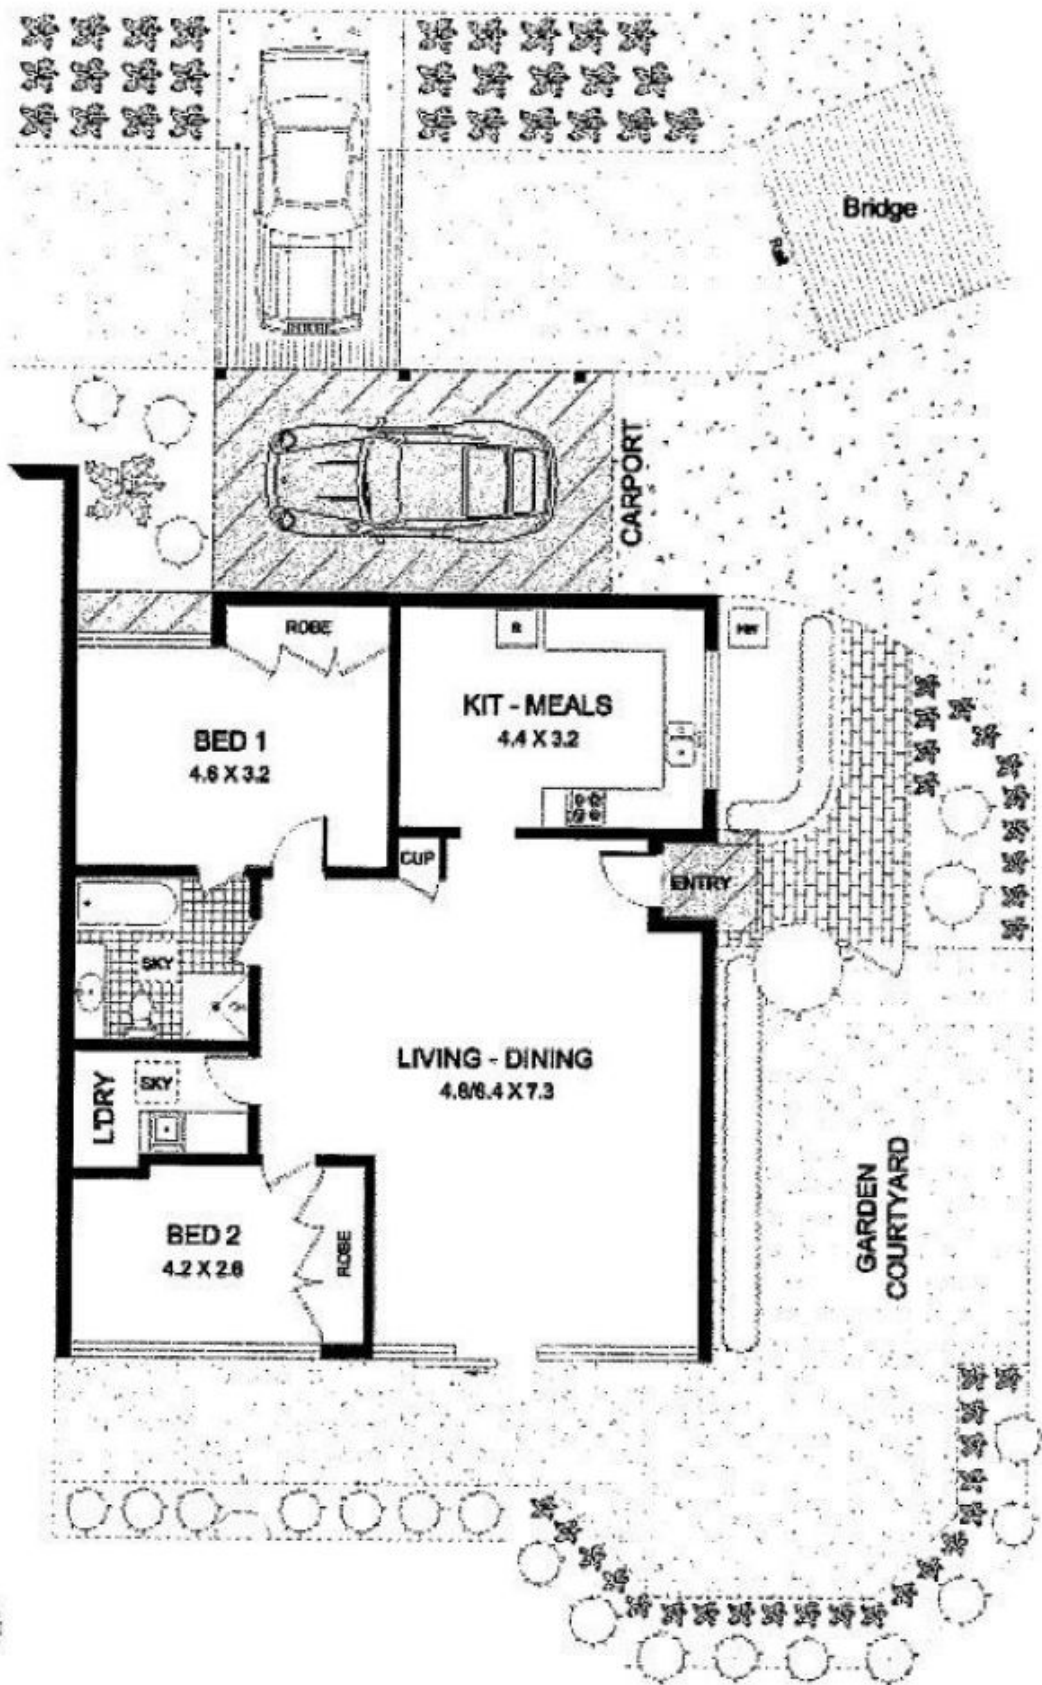 Bridge
CARPORT
ROBE
R
HW
KIT - MEALS
4.4 X 3.2
BED 1
4.6 X 3.2
CUP
ENTRY
SKY
LIVING - DINING
4.6/6.4 X 7.3
SKY
L'DRY
GARDEN
COURTYARD
BED 2
4.2 X 2.6
ROBE